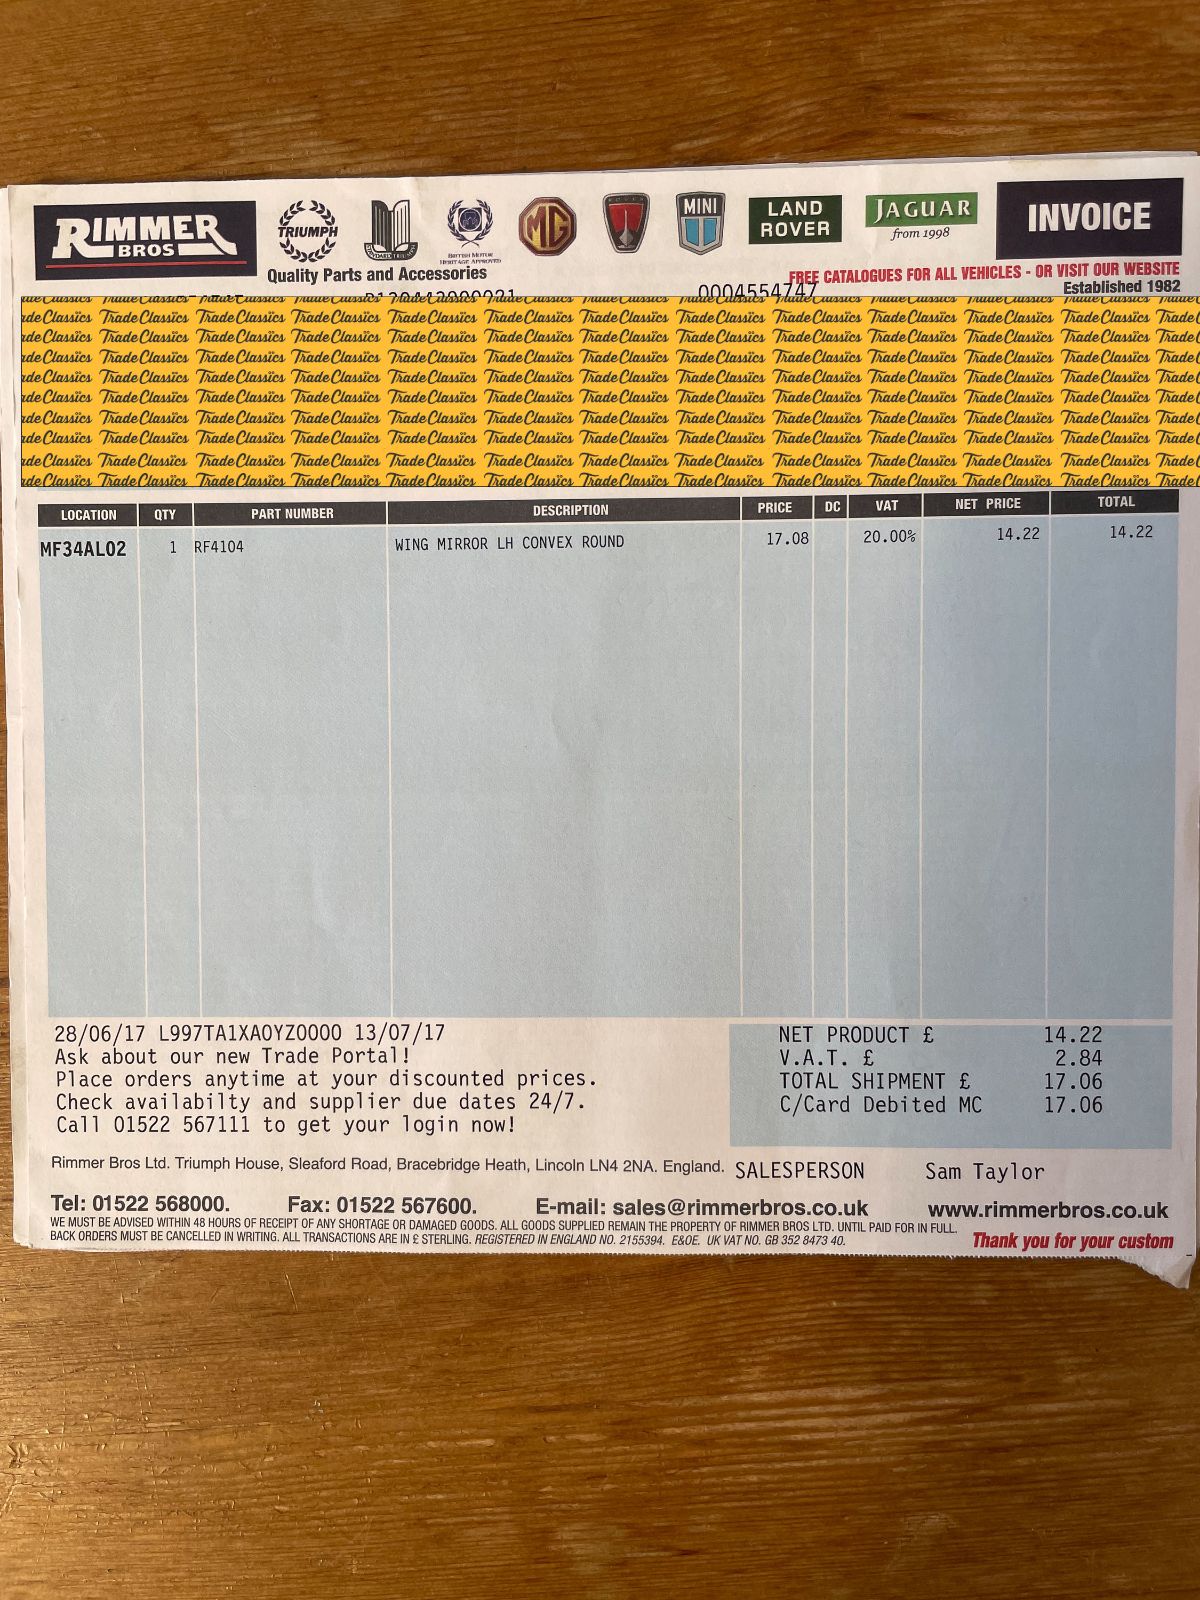 RIMMER BROS
TRIUMPH
STANDARD TRIUMPH
BRITISH MOTOR HERITAGE APPROVED
MG
ROVER
MINI
LAND ROVER
JAGUAR
from 1998
INVOICE
Quality Parts and Accessories
FREE CATALOGUES FOR ALL VEHICLES - OR VISIT OUR WEBSITE
Established 1982
0004554747
Trade Classics
LOCATION QTY PART NUMBER DESCRIPTION PRICE DC VAT NET PRICE TOTAL
MF34AL02 1 RF4104 WING MIRROR LH CONVEX ROUND 17.08 20.00% 14.22 14.22
28/06/17 L997TA1XA0YZ0000 13/07/17
Ask about our new Trade Portal!
Place orders anytime at your discounted prices.
Check availabilty and supplier due dates 24/7.
Call 01522 567111 to get your login now!
NET PRODUCT £ 14.22
V.A.T. £ 2.84
TOTAL SHIPMENT £ 17.06
C/Card Debited MC 17.06
Rimmer Bros Ltd. Triumph House, Sleaford Road, Bracebridge Heath, Lincoln LN4 2NA. England.
SALESPERSON Sam Taylor
Tel: 01522 568000. Fax: 01522 567600. E-mail: sales@rimmerbros.co.uk www.rimmerbros.co.uk
WE MUST BE ADVISED WITHIN 48 HOURS OF RECEIPT OF ANY SHORTAGE OR DAMAGED GOODS. ALL GOODS SUPPLIED REMAIN THE PROPERTY OF RIMMER BROS LTD. UNTIL PAID FOR IN FULL.
BACK ORDERS MUST BE CANCELLED IN WRITING. ALL TRANSACTIONS ARE IN £ STERLING. REGISTERED IN ENGLAND NO. 2155394. E&OE. UK VAT NO. GB 352 8473 40.
Thank you for your custom